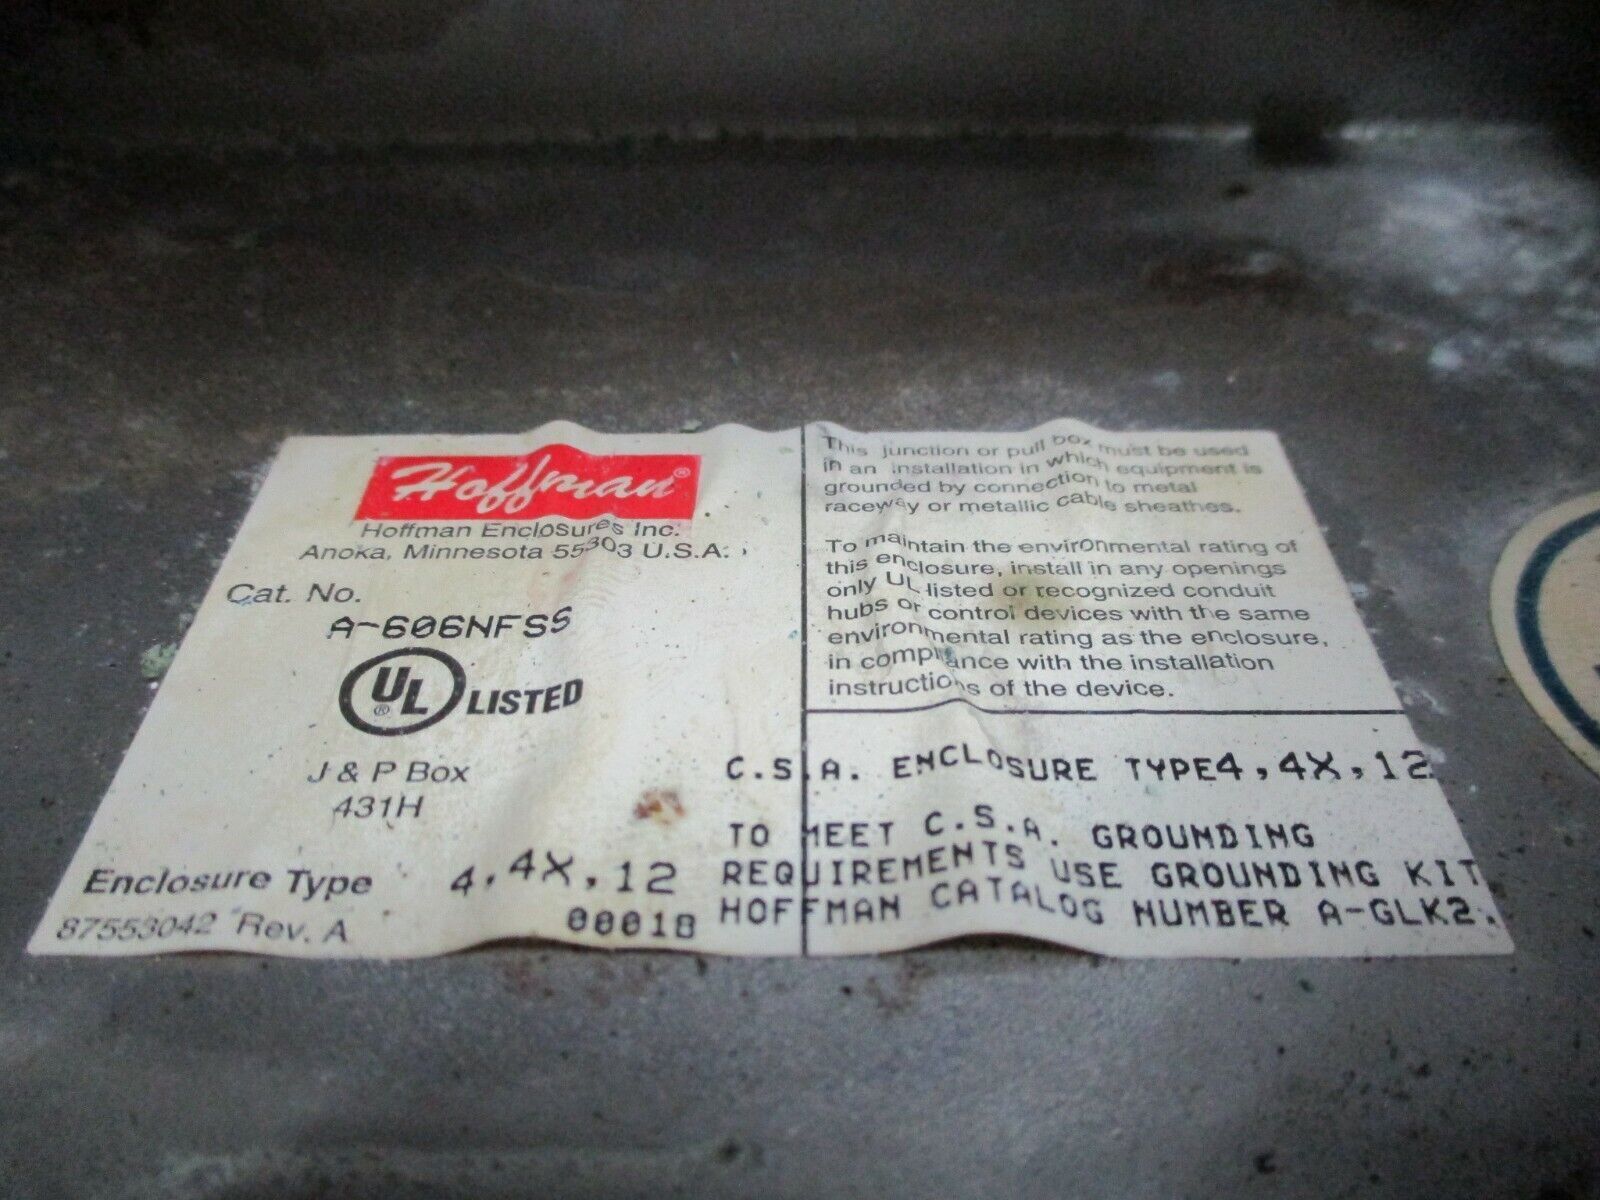 Hoffman®
Hoffman Enclosures Inc.
Anoka, Minnesota 55303 U.S.A.
Cat. No.
A-606NFSS
UL® LISTED
J & P Box
431H
Enclosure Type 4,4X,12
87553042 Rev. A 00018
This junction or pull box must be used
in an installation in which equipment is
grounded by connection to metal
raceway or metallic cable sheathes.
To maintain the environmental rating of
this enclosure, install in any openings
only UL listed or recognized conduit
hubs or control devices with the same
environmental rating as the enclosure,
in compliance with the installation
instructions of the device.
C.S.A. ENCLOSURE TYPE4,4X,12
TO MEET C.S.A. GROUNDING
REQUIREMENTS USE GROUNDING KIT
HOFFMAN CATALOG NUMBER A-GLK2.